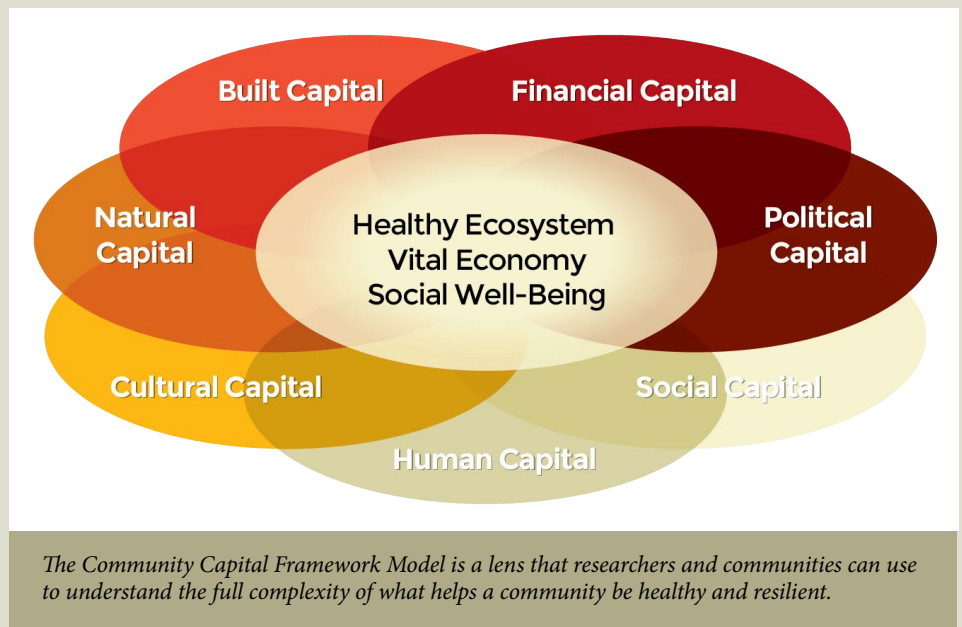 Built Capital
Financial Capital
Natural
Capital
Healthy Ecosystem
Vital Economy
Social Well-Being
Political
Capital
Cultural Capital
Social Capital
Human Capital
The Community Capital Framework Model is a lens that researchers and communities can use
to understand the full complexity of what helps a community be healthy and resilient.